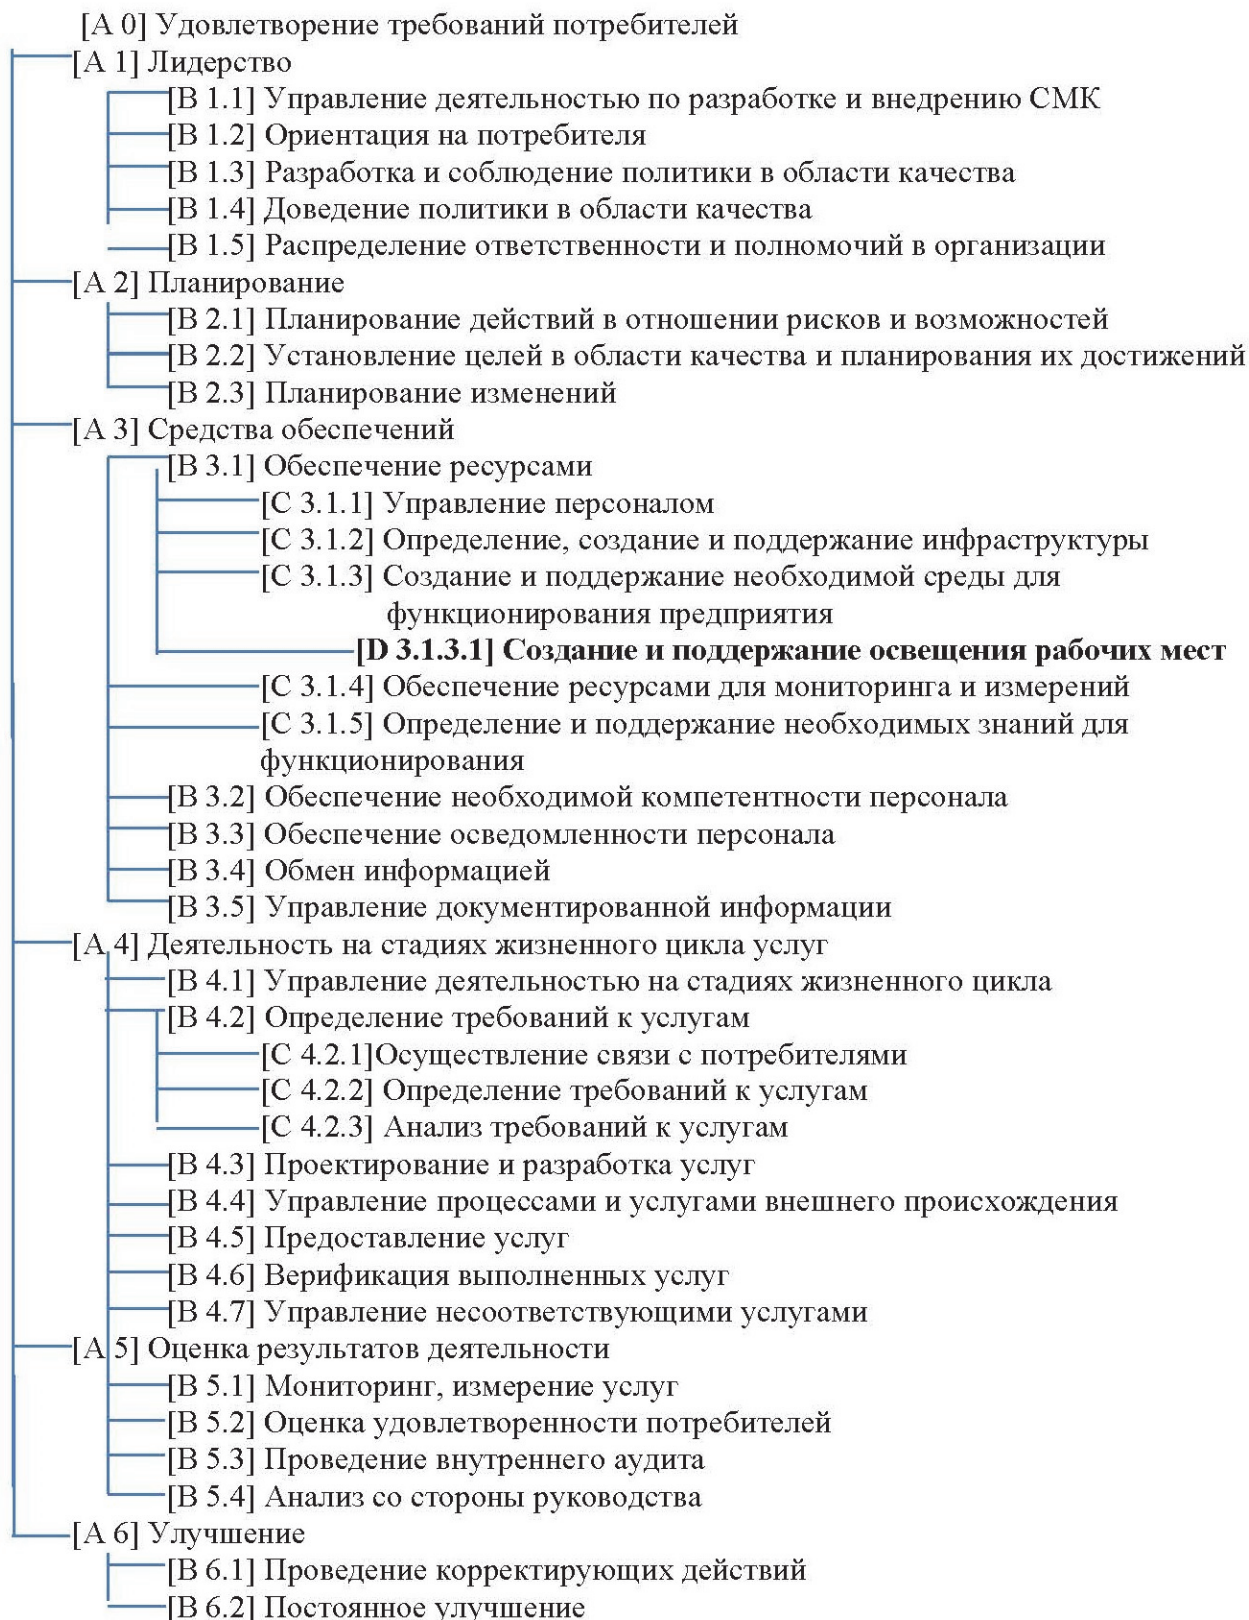 [A 0] Удовлетворение требований потребителей
[A 1] Лидерство
[B 1.1] Управление деятельностью по разработке и внедрению СМК
[B 1.2] Ориентация на потребителя
[B 1.3] Разработка и соблюдение политики в области качества
[B 1.4] Доведение политики в области качества
[B 1.5] Распределение ответственности и полномочий в организации
[A 2] Планирование
[B 2.1] Планирование действий в отношении рисков и возможностей
[B 2.2] Установление целей в области качества и планирования их достижений
[B 2.3] Планирование изменений
[A 3] Средства обеспечений
[B 3.1] Обеспечение ресурсами
[C 3.1.1] Управление персоналом
[C 3.1.2] Определение, создание и поддержание инфраструктуры
[C 3.1.3] Создание и поддержание необходимой среды для
функционирования предприятия
[D 3.1.3.1] Создание и поддержание освещения рабочих мест
[C 3.1.4] Обеспечение ресурсами для мониторинга и измерений
[C 3.1.5] Определение и поддержание необходимых знаний для
функционирования
[B 3.2] Обеспечение необходимой компетентности персонала
[B 3.3] Обеспечение осведомленности персонала
[B 3.4] Обмен информацией
[B 3.5] Управление документированной информации
[A 4] Деятельность на стадиях жизненного цикла услуг
[B 4.1] Управление деятельностью на стадиях жизненного цикла
[B 4.2] Определение требований к услугам
[C 4.2.1]Осуществление связи с потребителями
[C 4.2.2] Определение требований к услугам
[C 4.2.3] Анализ требований к услугам
[B 4.3] Проектирование и разработка услуг
[B 4.4] Управление процессами и услугами внешнего происхождения
[B 4.5] Предоставление услуг
[B 4.6] Верификация выполненных услуг
[B 4.7] Управление несоответствующими услугами
[A 5] Оценка результатов деятельности
[B 5.1] Мониторинг, измерение услуг
[B 5.2] Оценка удовлетворенности потребителей
[B 5.3] Проведение внутреннего аудита
[B 5.4] Анализ со стороны руководства
[A 6] Улучшение
[B 6.1] Проведение корректирующих действий
[B 6.2] Постоянное улучшение